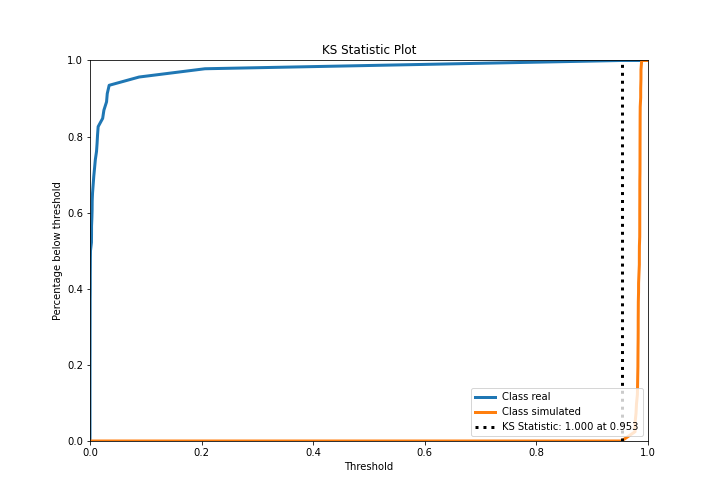 KS Statistic Plot
1.0
0.8
0.6
0.4
0.2
0.0
Percentage below threshold
0.0 0.2 0.4 0.6 0.8 1.0
Threshold
Class real
Class simulated
KS Statistic: 1.000 at 0.953